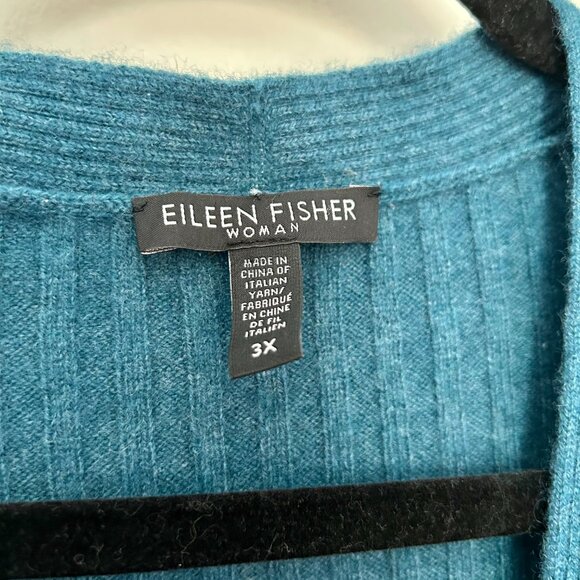 EILEEN FISHER
WOMAN
MADE IN
CHINA OF
ITALIAN
YARN/
FABRIQUÉ
EN CHINE
DE FIL
ITALIEN
3X